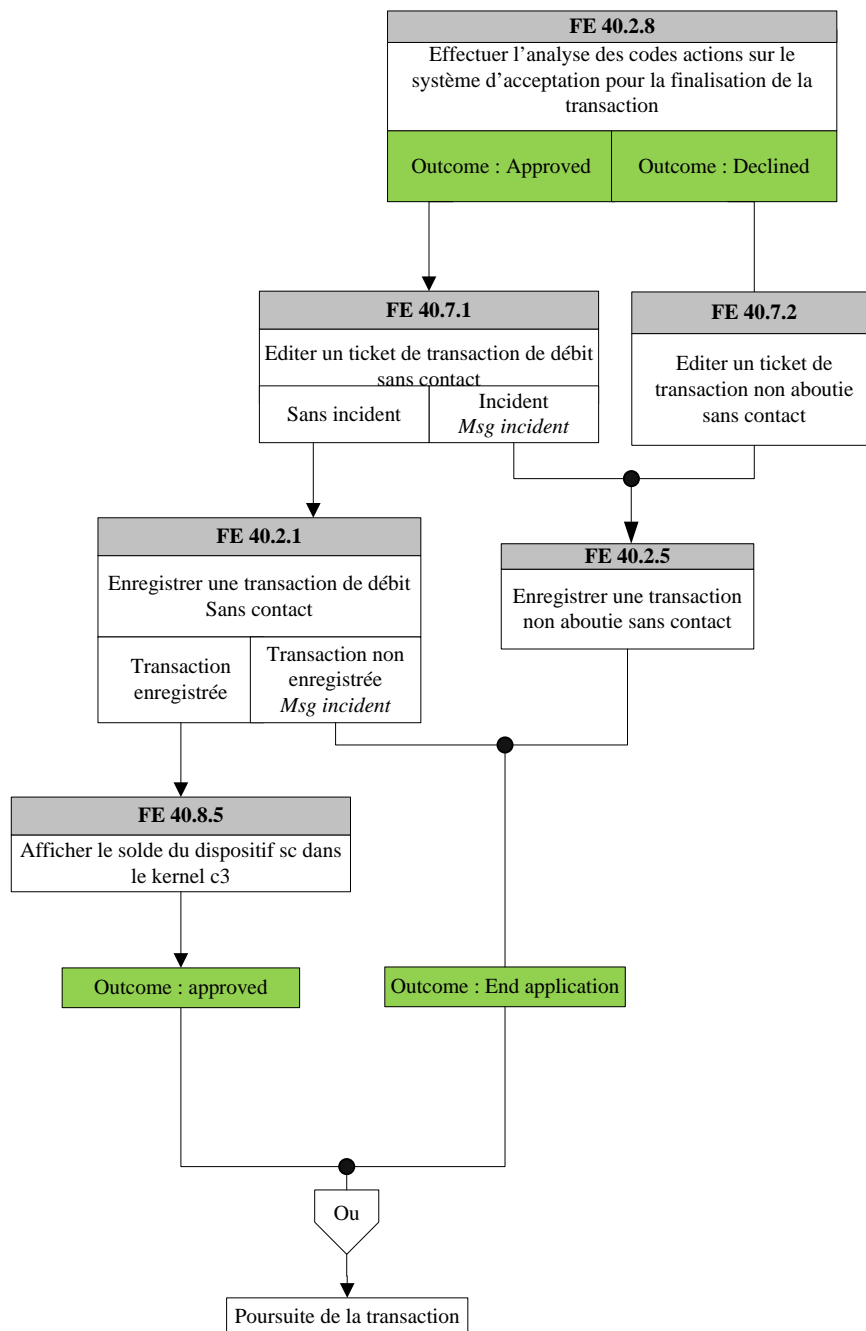 FE 40.2.8
Effectuer l’analyse des codes actions sur le
système d’acceptation pour la finalisation de la
transaction
Outcome : Approved
Outcome : Declined
FE 40.7.1
Editer un ticket de transaction de débit
sans contact
Sans incident
Incident
Msg incident
FE 40.7.2
Editer un ticket de
transaction non aboutie
sans contact
FE 40.2.1
Enregistrer une transaction de débit
Sans contact
Transaction
enregistrée
Transaction non
enregistrée
Msg incident
FE 40.2.5
Enregistrer une transaction
non aboutie sans contact
FE 40.8.5
Afficher le solde du dispositif sc dans
le kernel c3
Outcome : approved
Outcome : End application
Ou
Poursuite de la transaction